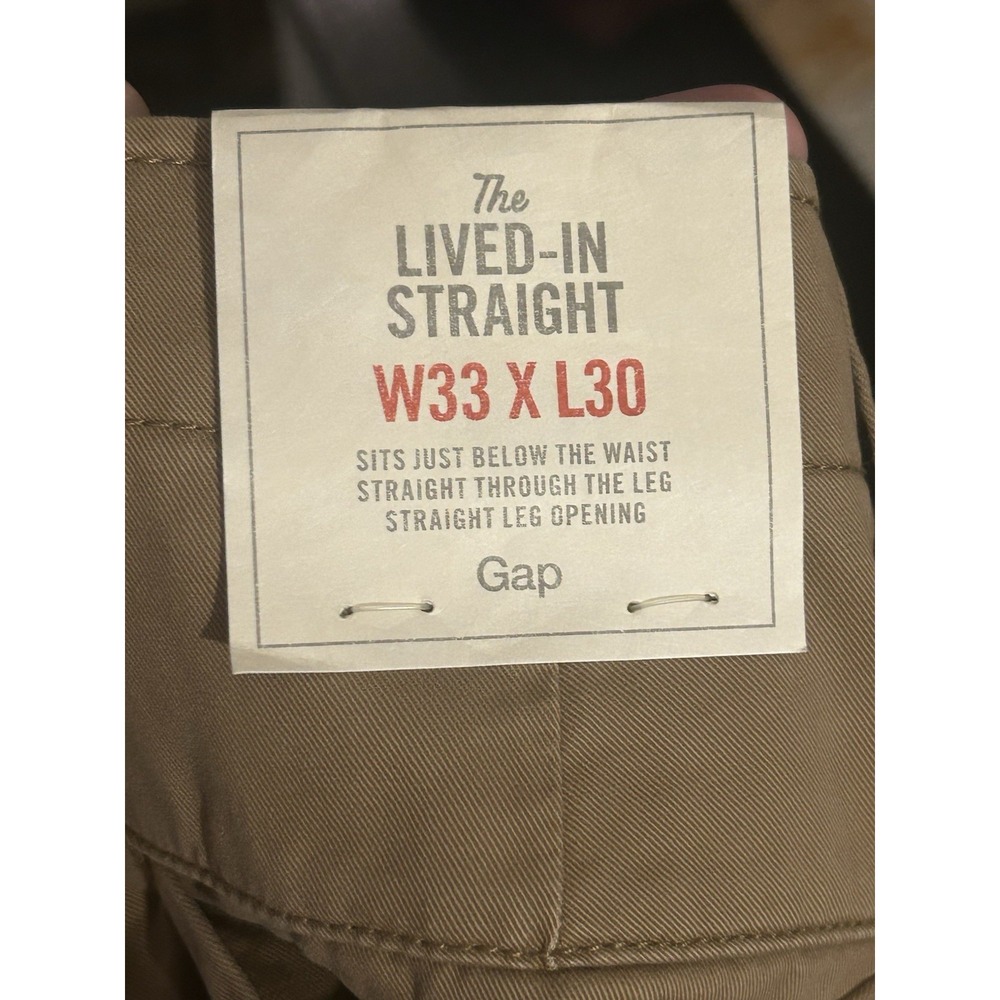 The
LIVED-IN
STRAIGHT
W33 X L30
SITS JUST BELOW THE WAIST
STRAIGHT THROUGH THE LEG
STRAIGHT LEG OPENING
Gap